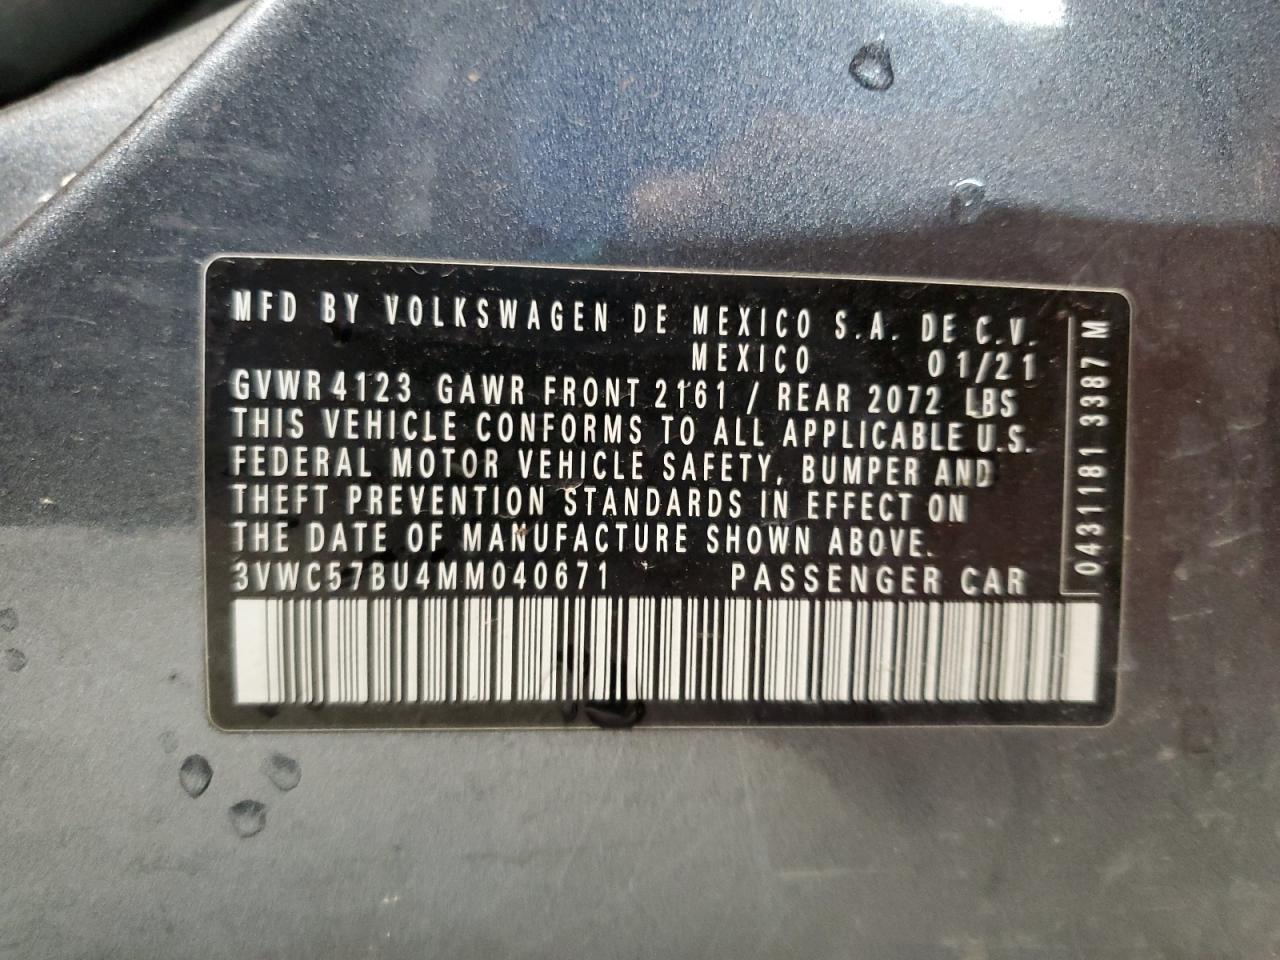 MFD BY VOLKSWAGEN DE MEXICO S.A. DE C.V.
MEXICO 01/21
GVWR 4123 GAWR FRONT 2161 / REAR 2072 LBS
THIS VEHICLE CONFORMS TO ALL APPLICABLE U.S.
FEDERAL MOTOR VEHICLE SAFETY, BUMPER AND
THEFT PREVENTION STANDARDS IN EFFECT ON
THE DATE OF MANUFACTURE SHOWN ABOVE.
3VWC57BU4MM040671 PASSENGER CAR
0431181 3387 M